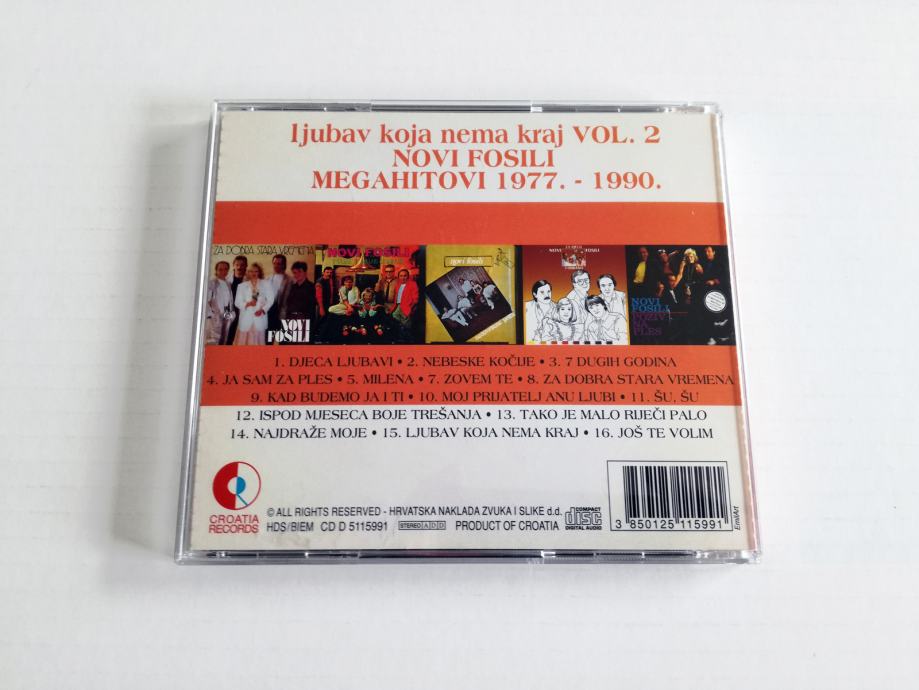 ljubav koja nema kraj VOL. 2
NOVI FOSILI
MEGAHITOVI 1977. - 1990.
ZA DOBRA STARA VREMENA
NOVI FOSILI
NOVI FOSILI
novi fosili
NOVI FOSILI
NOVI FOSILI POZIV NA PLES
1. DJECA LJUBAVI • 2. NEBESKE KOČIJE • 3. 7 DUGIH GODINA
4. JA SAM ZA PLES • 5. MILENA • 7. ZOVEM TE • 8. ZA DOBRA STARA VREMENA
9. KAD BUDEMO JA I TI • 10. MOJ PRIJATELJ ANU LJUBI • 11. ŠU, ŠU
12. ISPOD MJESECA BOJE TREŠANJA • 13. TAKO JE MALO RIJEČI PALO
14. NAJDRAŽE MOJE • 15. LJUBAV KOJA NEMA KRAJ • 16. JOŠ TE VOLIM
CROATIA RECORDS
© ALL RIGHTS RESERVED - HRVATSKA NAKLADA ZVUKA I SLIKE d.d.
HDS/BIEM CD D 5115991 STEREO ADD PRODUCT OF CROATIA
COMPACT disc DIGITAL AUDIO
3 850125 115991
EmilArt